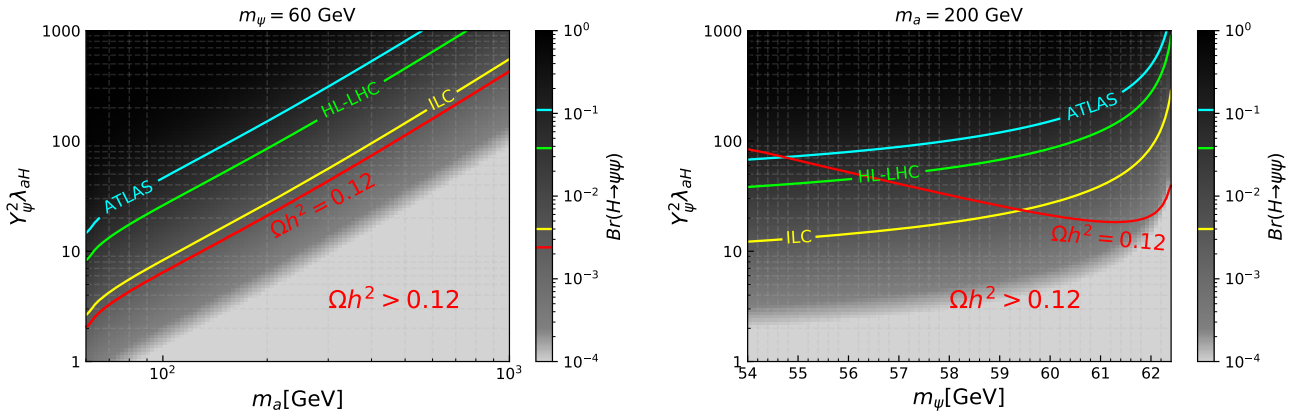 m_ψ = 60 GeV
1000
100
10
1
Y_ψ^2 λ_aH
ATLAS
HL-LHC
ILC
Ωh^2 = 0.12
Ωh^2 > 0.12
10^2
10^3
m_a[GeV]
10^0
10^-1
10^-2
10^-3
10^-4
Br(H→ψψ)
m_a = 200 GeV
1000
100
10
1
Y_ψ^2 λ_aH
ATLAS
HL-LHC
ILC
Ωh^2 = 0.12
Ωh^2 > 0.12
54 55 56 57 58 59 60 61 62
m_ψ[GeV]
10^0
10^-1
10^-2
10^-3
10^-4
Br(H→ψψ)